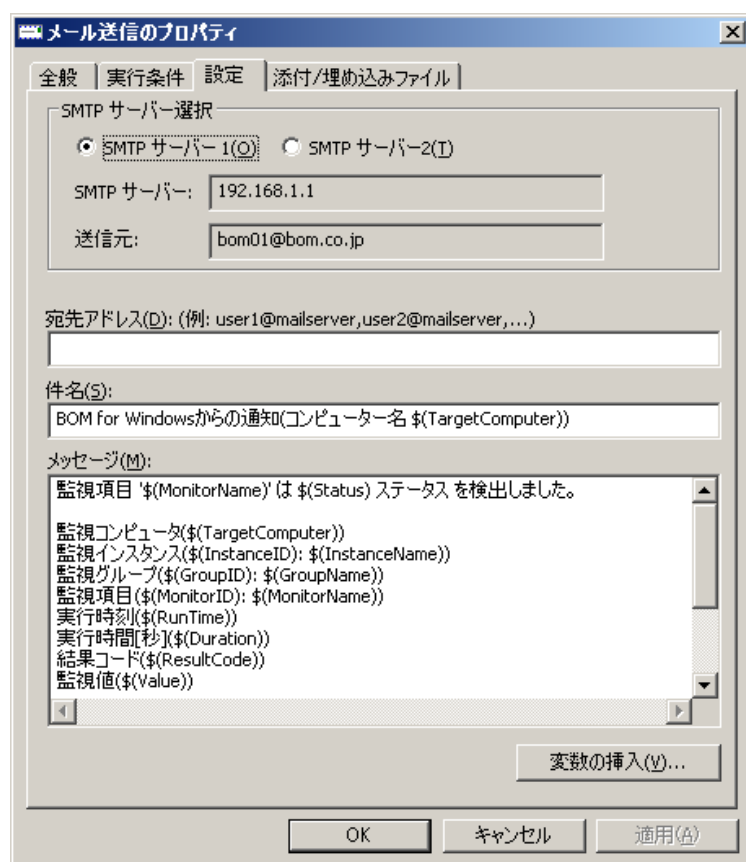 メール送信のプロパティ
全般 実行条件 設定 添付/埋め込みファイル
SMTP サーバー選択
SMTP サーバー 1(O) SMTP サーバー2(T)
SMTP サーバー: 192.168.1.1
送信元: bom01@bom.co.jp
宛先アドレス(D): (例: user1@mailserver,user2@mailserver,...)
件名(S):
BOM for Windowsからの通知(コンピューター名 $(TargetComputer))
メッセージ(M):
監視項目 '$(MonitorName)' は $(Status) ステータス を検出しました。
監視コンピュータ($(TargetComputer))
監視インスタンス($(InstanceID): $(InstanceName))
監視グループ($(GroupID): $(GroupName))
監視項目($(MonitorID): $(MonitorName))
実行時刻($(RunTime))
実行時間[秒]($(Duration))
結果コード($(ResultCode))
監視値($(Value))
変数の挿入(V)...
OK キャンセル 適用(A)